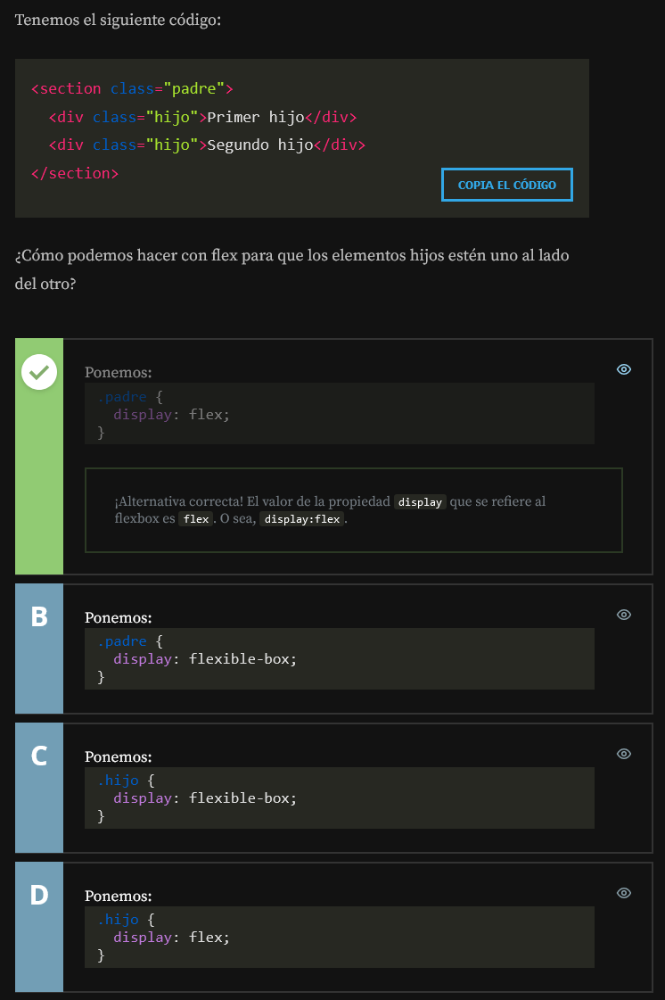 Tenemos el siguiente código:
<section class="padre">
  <div class="hijo">Primer hijo</div>
  <div class="hijo">Segundo hijo</div>
</section>
COPIA EL CÓDIGO
¿Cómo podemos hacer con flex para que los elementos hijos estén uno al lado
del otro?
Ponemos:
.padre {
  display: flex;
}
¡Alternativa correcta! El valor de la propiedad display que se refiere al
flexbox es flex. O sea, display:flex.
B
Ponemos:
.padre {
  display: flexible-box;
}
C
Ponemos:
.hijo {
  display: flexible-box;
}
D
Ponemos:
.hijo {
  display: flex;
}